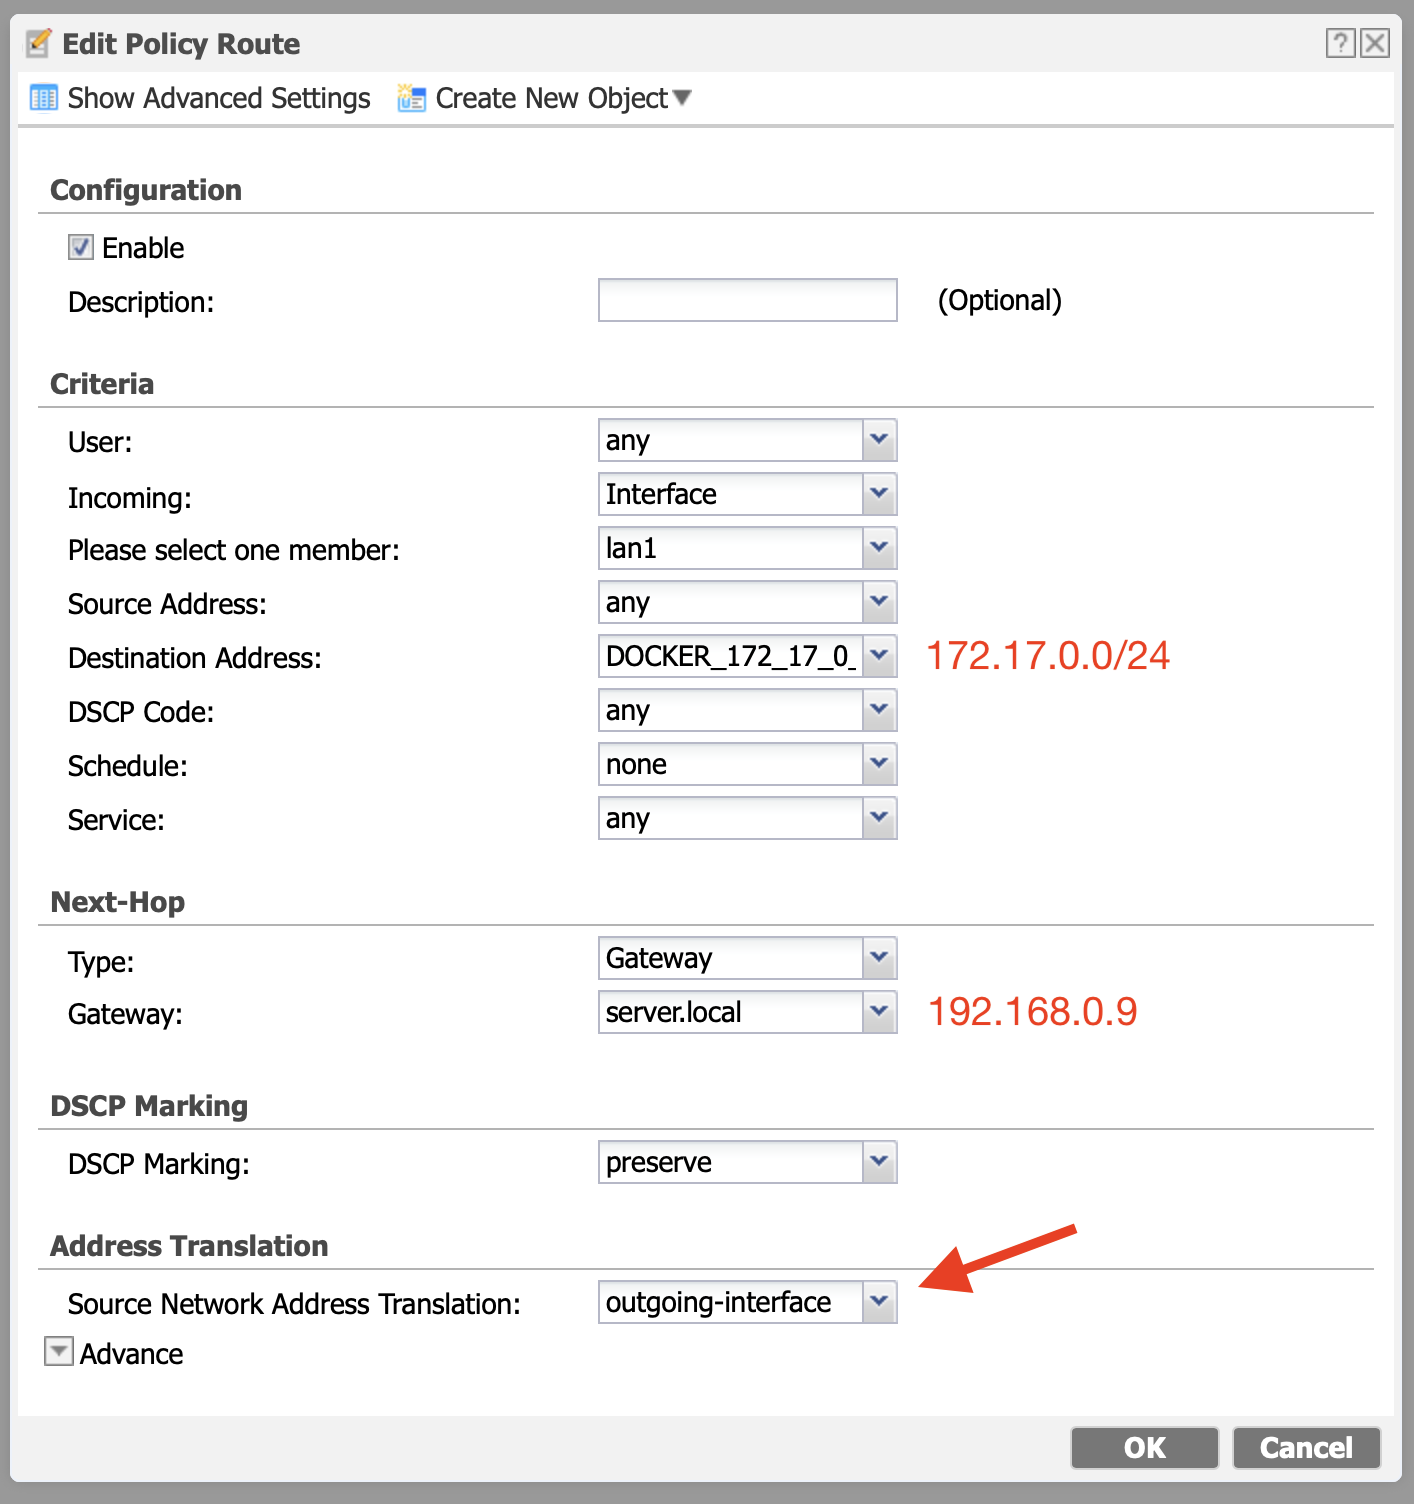 Edit Policy Route
Show Advanced Settings Create New Object
Configuration
Enable
Description: (Optional)
Criteria
User: any
Incoming: Interface
Please select one member: lan1
Source Address: any
Destination Address: DOCKER_172_17_0_ 172.17.0.0/24
DSCP Code: any
Schedule: none
Service: any
Next-Hop
Type: Gateway
Gateway: server.local 192.168.0.9
DSCP Marking
DSCP Marking: preserve
Address Translation
Source Network Address Translation: outgoing-interface
Advance
OK Cancel